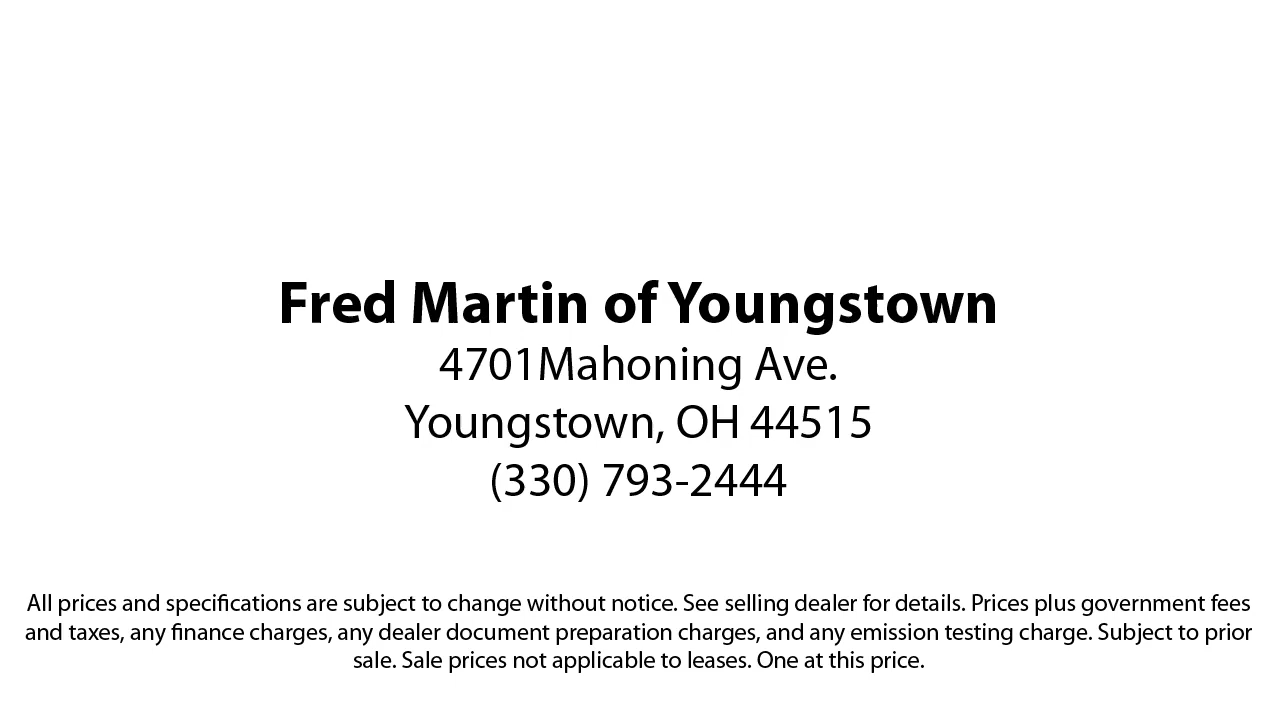 Fred Martin of Youngstown
4701Mahoning Ave.
Youngstown, OH 44515
(330) 793-2444
All prices and specifications are subject to change without notice. See selling dealer for details. Prices plus government fees
and taxes, any finance charges, any dealer document preparation charges, and any emission testing charge. Subject to prior
sale. Sale prices not applicable to leases. One at this price.